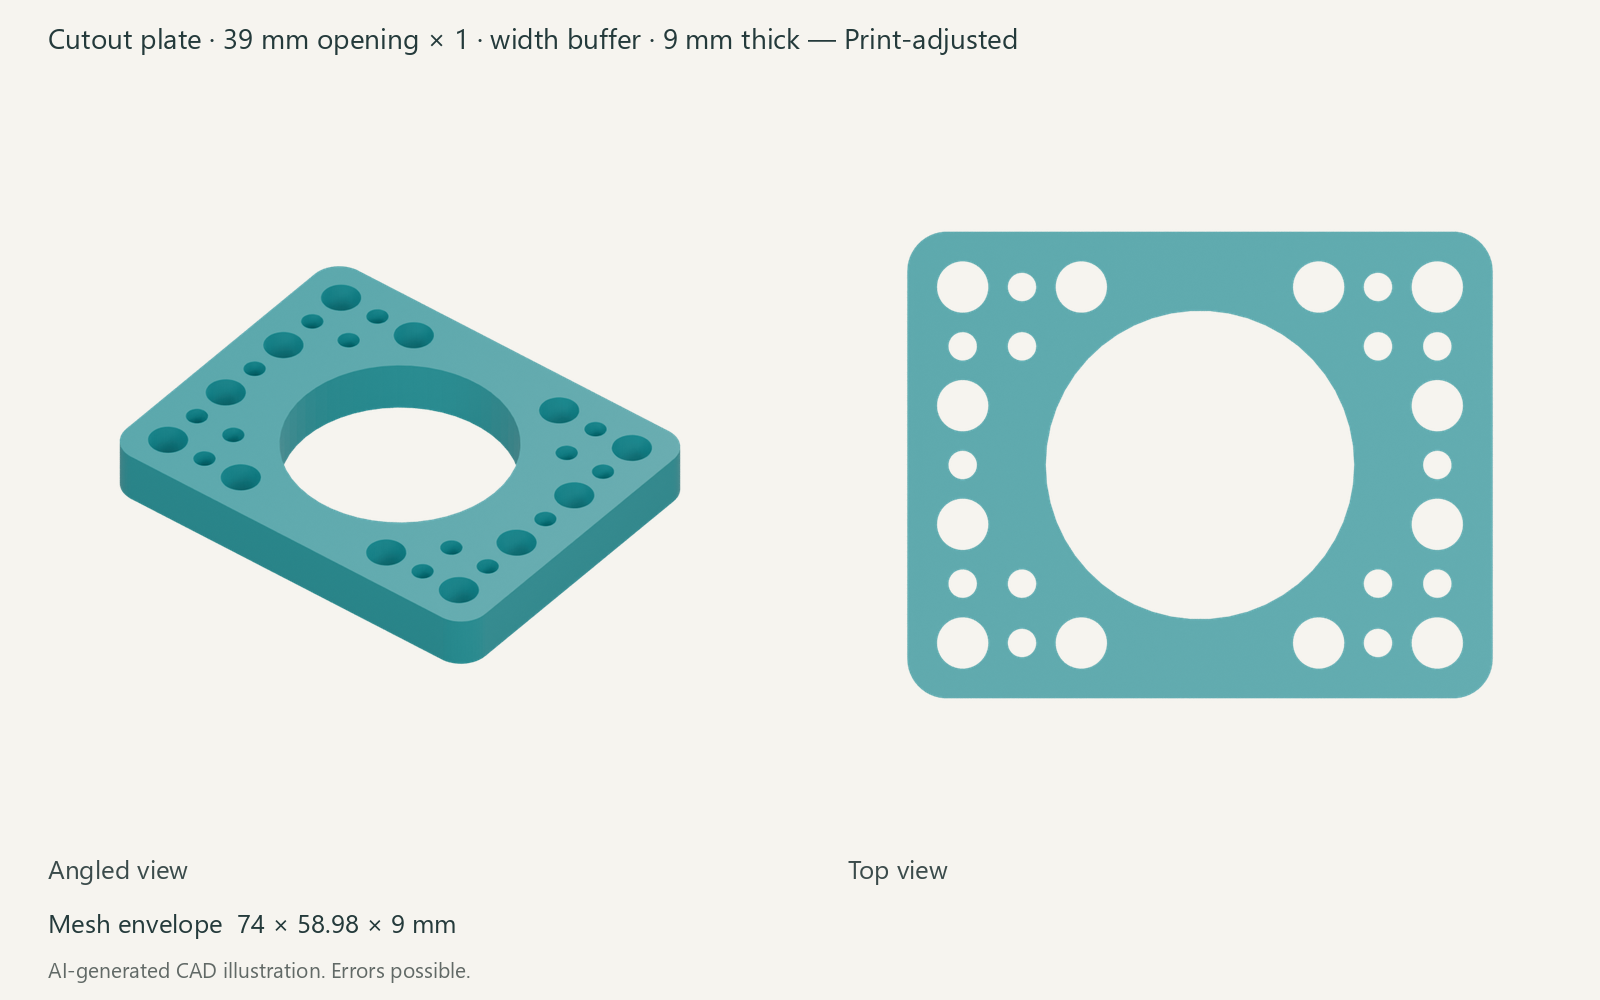 Cutout plate · 39 mm opening × 1 · width buffer · 9 mm thick — Print-adjusted
Angled view
Top view
Mesh envelope  74 × 58.98 × 9 mm
AI-generated CAD illustration. Errors possible.